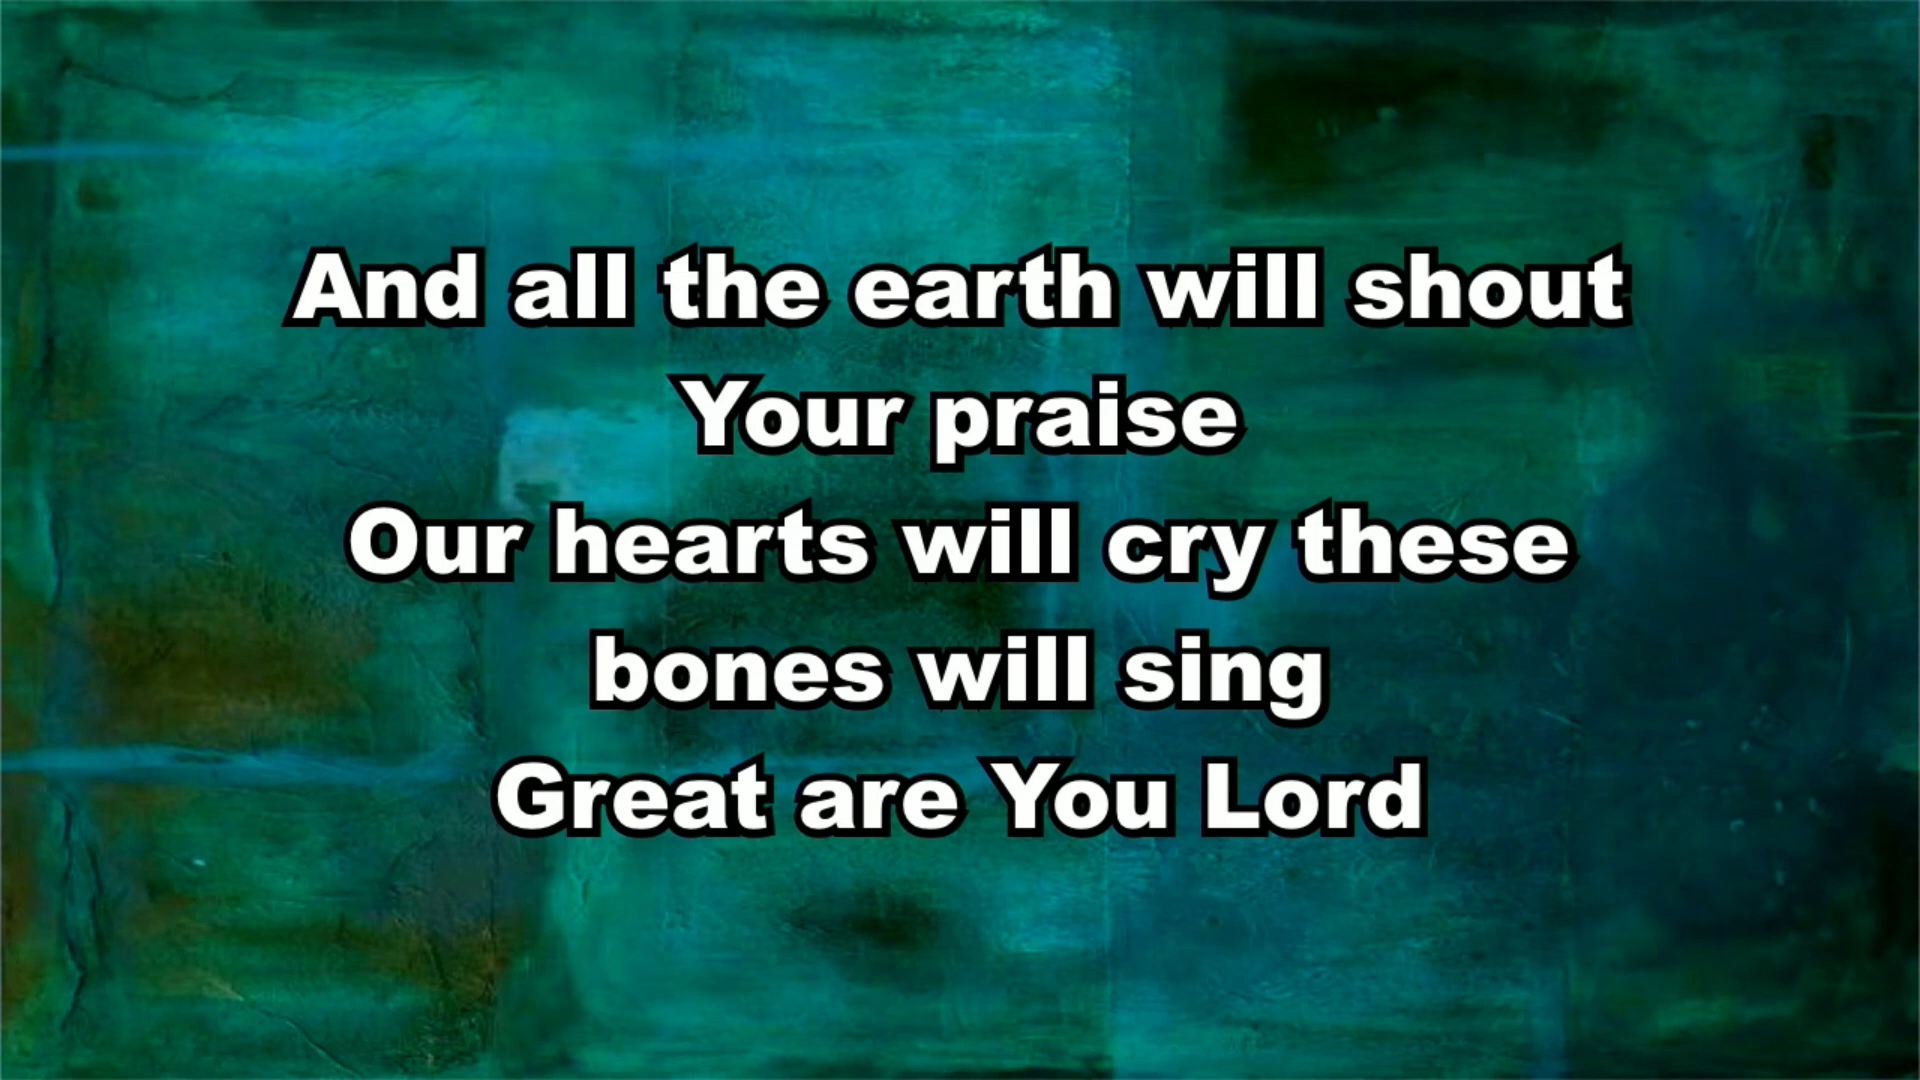 And all the earth will shout
Your praise
Our hearts will cry these
bones will sing
Great are You Lord